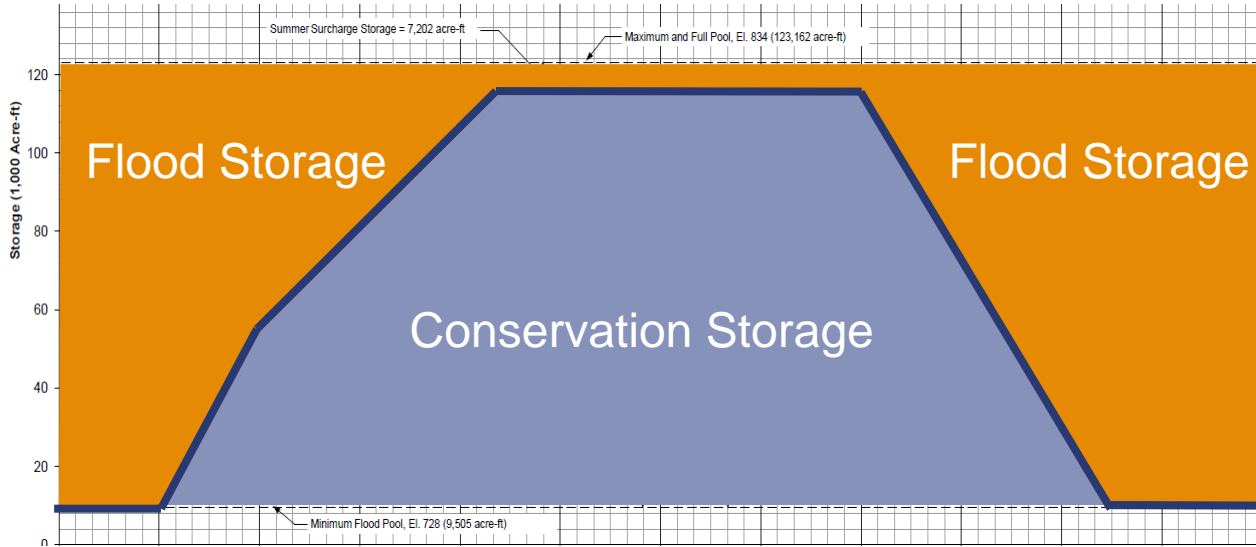 Summer Surcharge Storage = 7,202 acre-ft
Maximum and Full Pool, El. 834 (123,162 acre-ft)
Storage (1,000 Acre-ft)
120
100
80
60
40
20
0
Flood Storage
Flood Storage
Conservation Storage
Minimum Flood Pool, El. 728 (9,505 acre-ft)